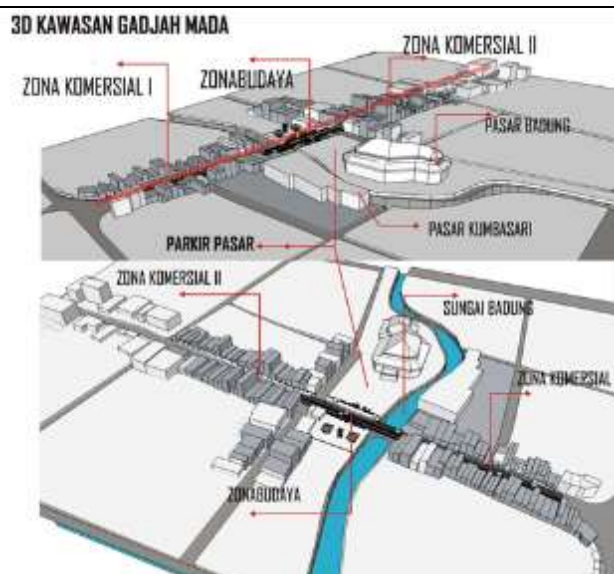 3D KAWASAN GADJAH MADA
ZONA KOMERSIAL II
ZONABUDAYA
ZONA KOMERSIAL I
PASAR BADUNG
PASAR KUMBASARI
PARKIR PASAR
ZONA KOMERSIAL II
SUNGAI BADUNG
ZONA KOMERSIAL
ZONABUDAYA